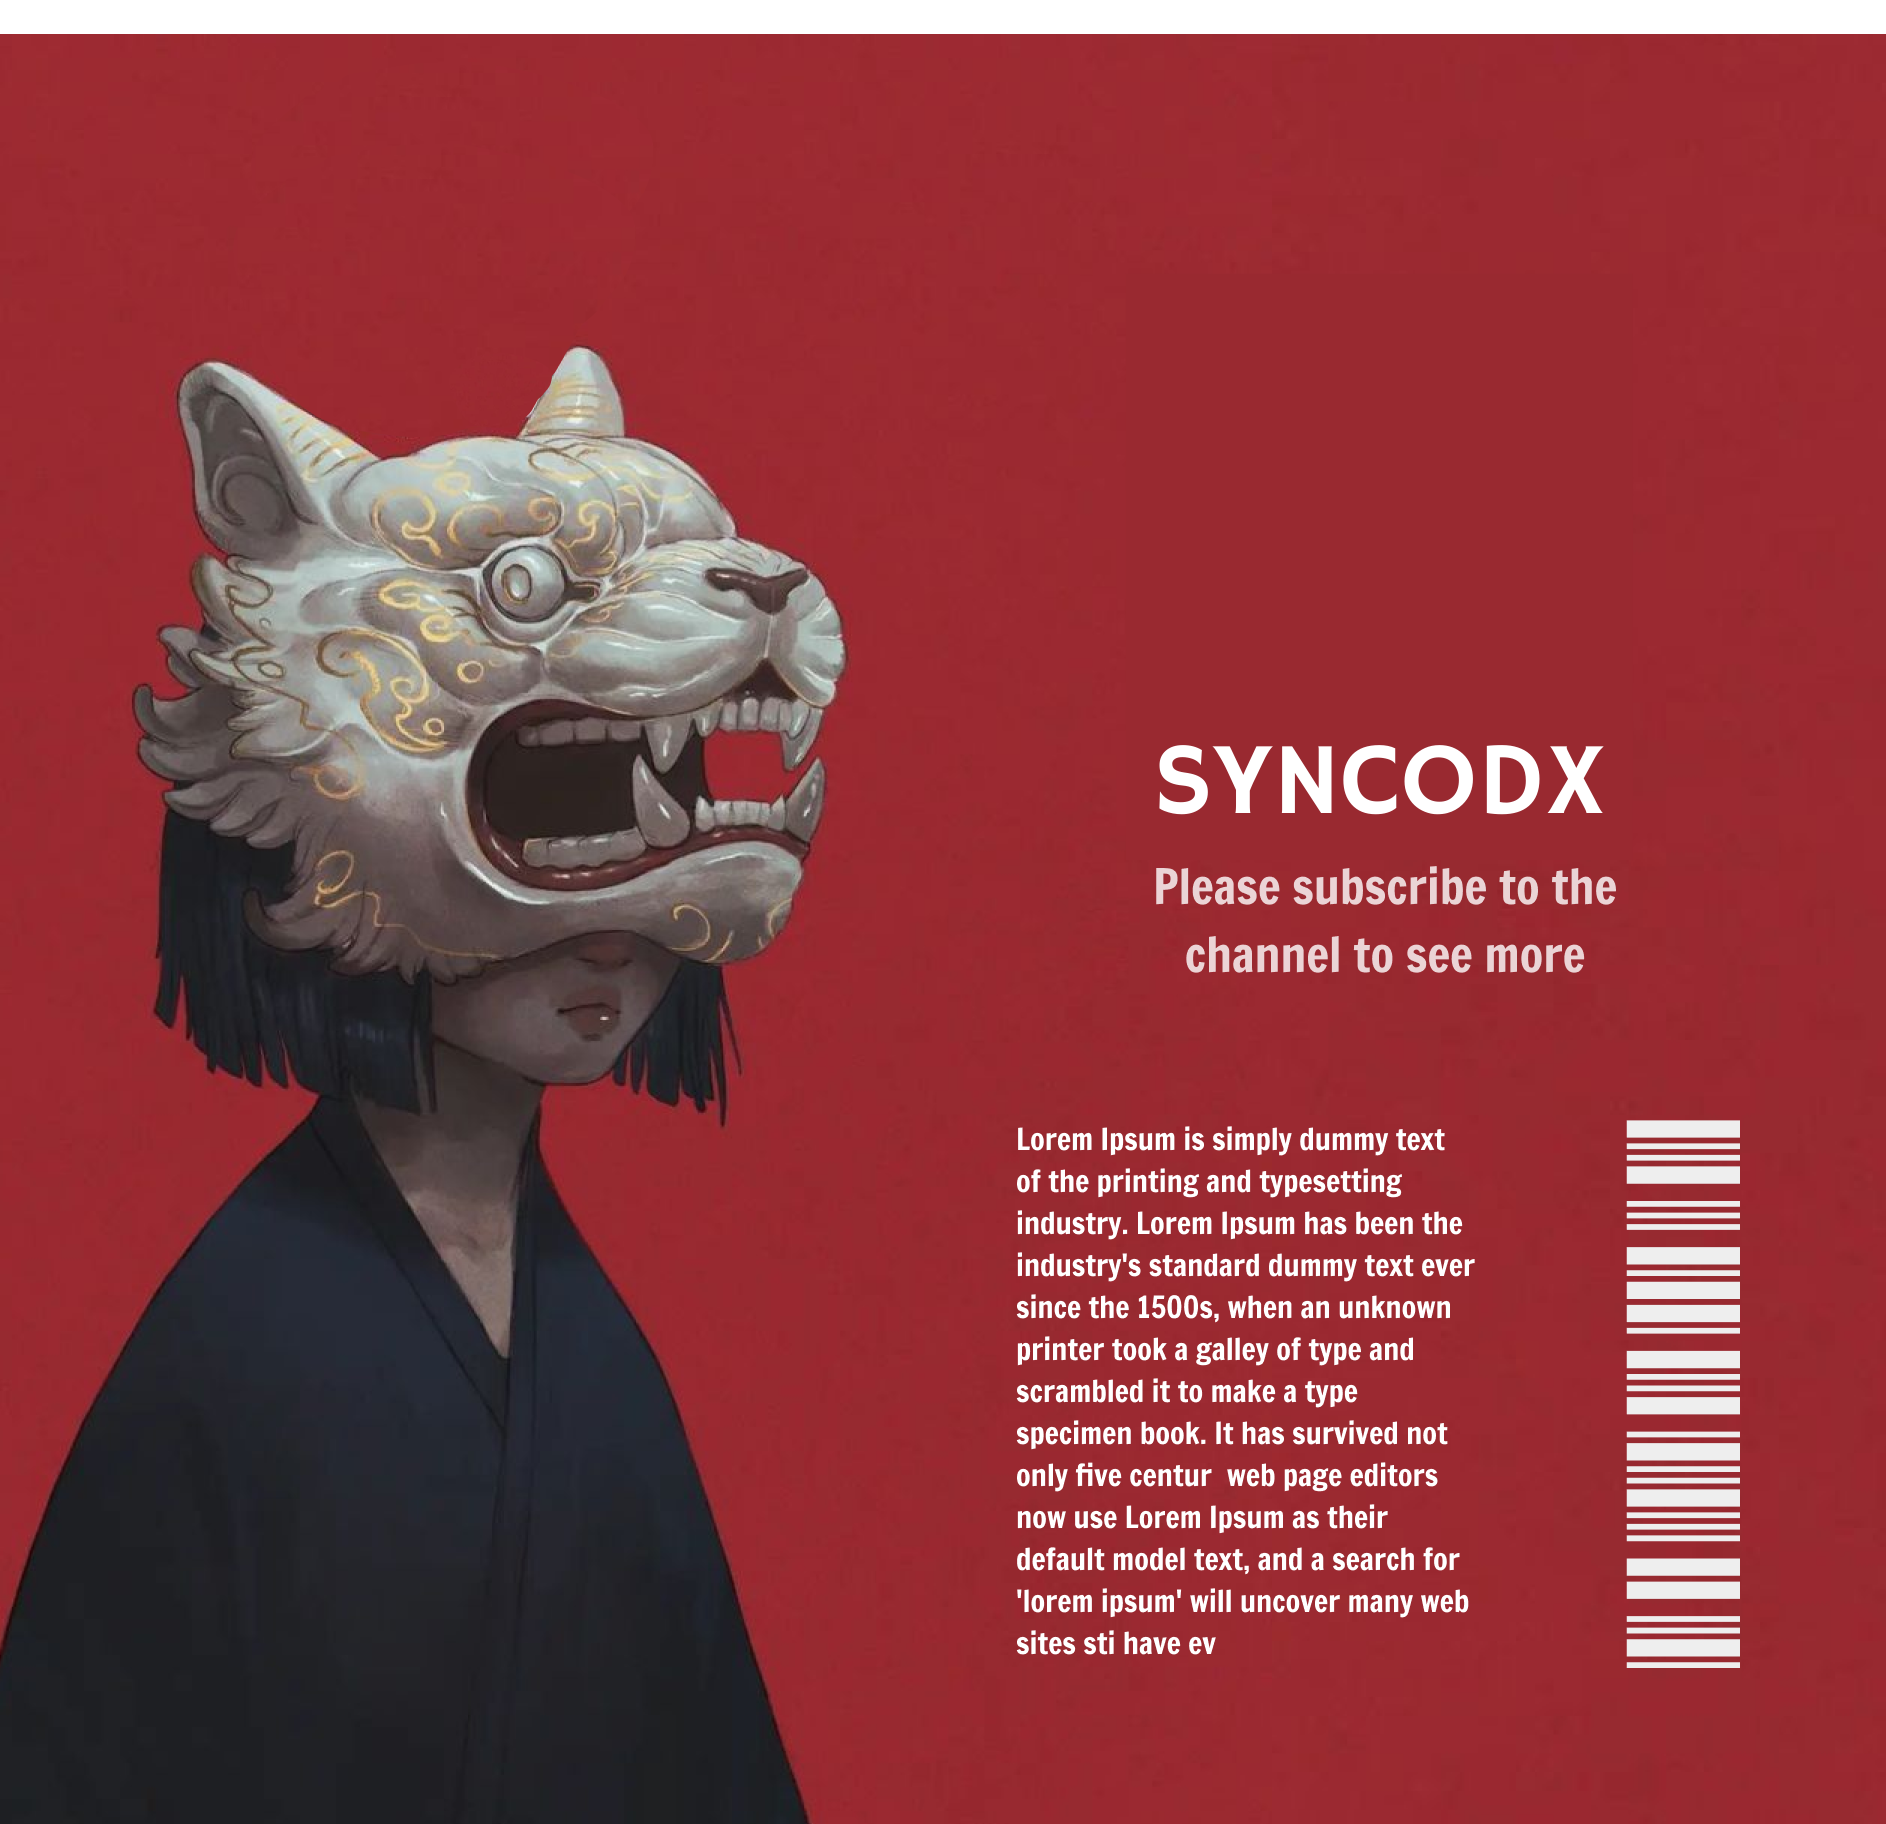 SYNCODX
Please subscribe to the
channel to see more
Lorem Ipsum is simply dummy text
of the printing and typesetting
industry. Lorem Ipsum has been the
industry's standard dummy text ever
since the 1500s, when an unknown
printer took a galley of type and
scrambled it to make a type
specimen book. It has survived not
only five centur  web page editors
now use Lorem Ipsum as their
default model text, and a search for
'lorem ipsum' will uncover many web
sites sti have ev